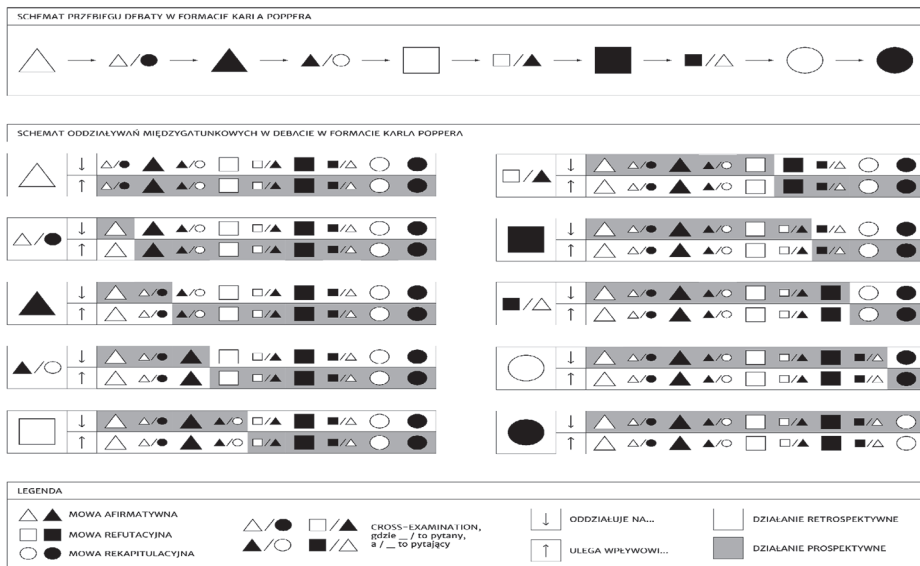 SCHEMAT PRZEBIEGU DEBATY W FORMACIE KARLA POPPERA
SCHEMAT ODDZIAŁYWAŃ MIĘDZYGATUNKOWYCH W DEBACIE W FORMACIE KARLA POPPERA
LEGENDA
MOWA AFIRMATYWNA
MOWA REFUTACYJNA
MOWA REKAPITULACYJNA
CROSS-EXAMINATION,
gdzie __ / to pytany,
a / __ to pytający
ODDZIAŁUJE NA...
ULEGA WPŁYWOWI...
DZIAŁANIE RETROSPEKTYWNE
DZIAŁANIE PROSPEKTYWNE